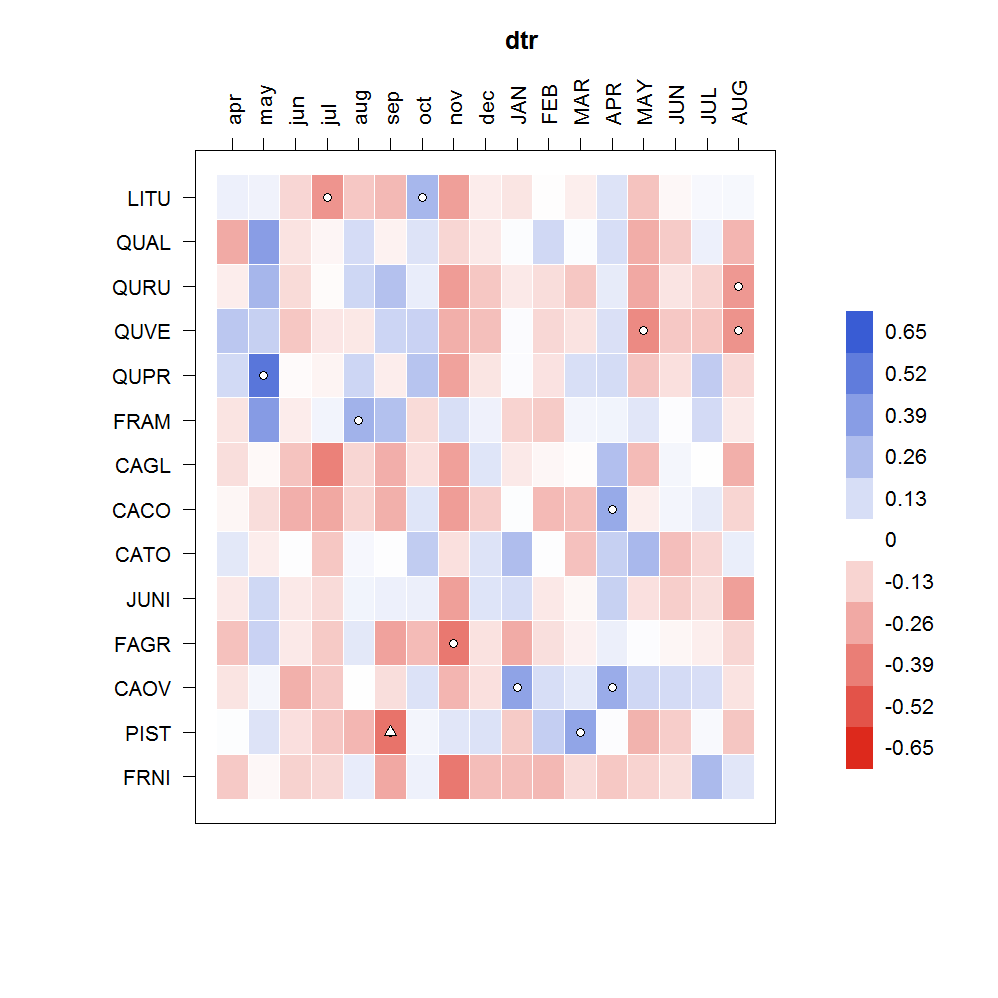 dtr
apr may jun jul aug sep oct nov dec JAN FEB MAR APR MAY JUN JUL AUG
LITU
QUAL
QURU
QUVE
QUPR
FRAM
CAGL
CACO
CATO
JUNI
FAGR
CAOV
PIST
FRNI
0.65
0.52
0.39
0.26
0.13
0
-0.13
-0.26
-0.39
-0.52
-0.65